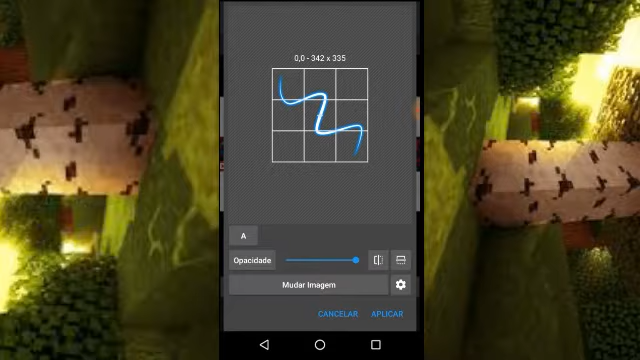 0,0 - 342 x 335
A
Opacidade
Mudar Imagem
CANCELAR APLICAR